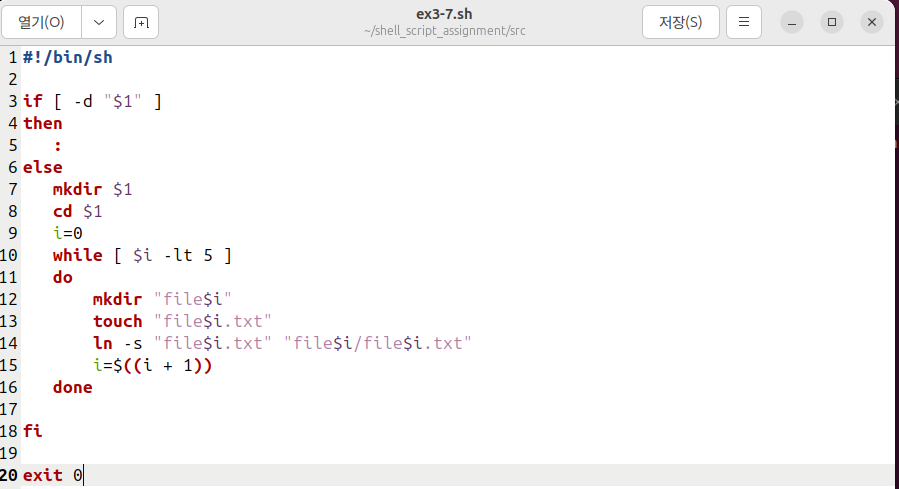 열기(O)
ex3-7.sh
~/shell_script_assignment/src
저장(S)
1 #!/bin/sh
2
3 if [ -d "$1" ]
4 then
5    :
6 else
7    mkdir $1
8    cd $1
9    i=0
10    while [ $i -lt 5 ]
11    do
12        mkdir "file$i"
13        touch "file$i.txt"
14        ln -s "file$i.txt" "file$i/file$i.txt"
15        i=$((i + 1))
16    done
17
18 fi
19
20 exit 0